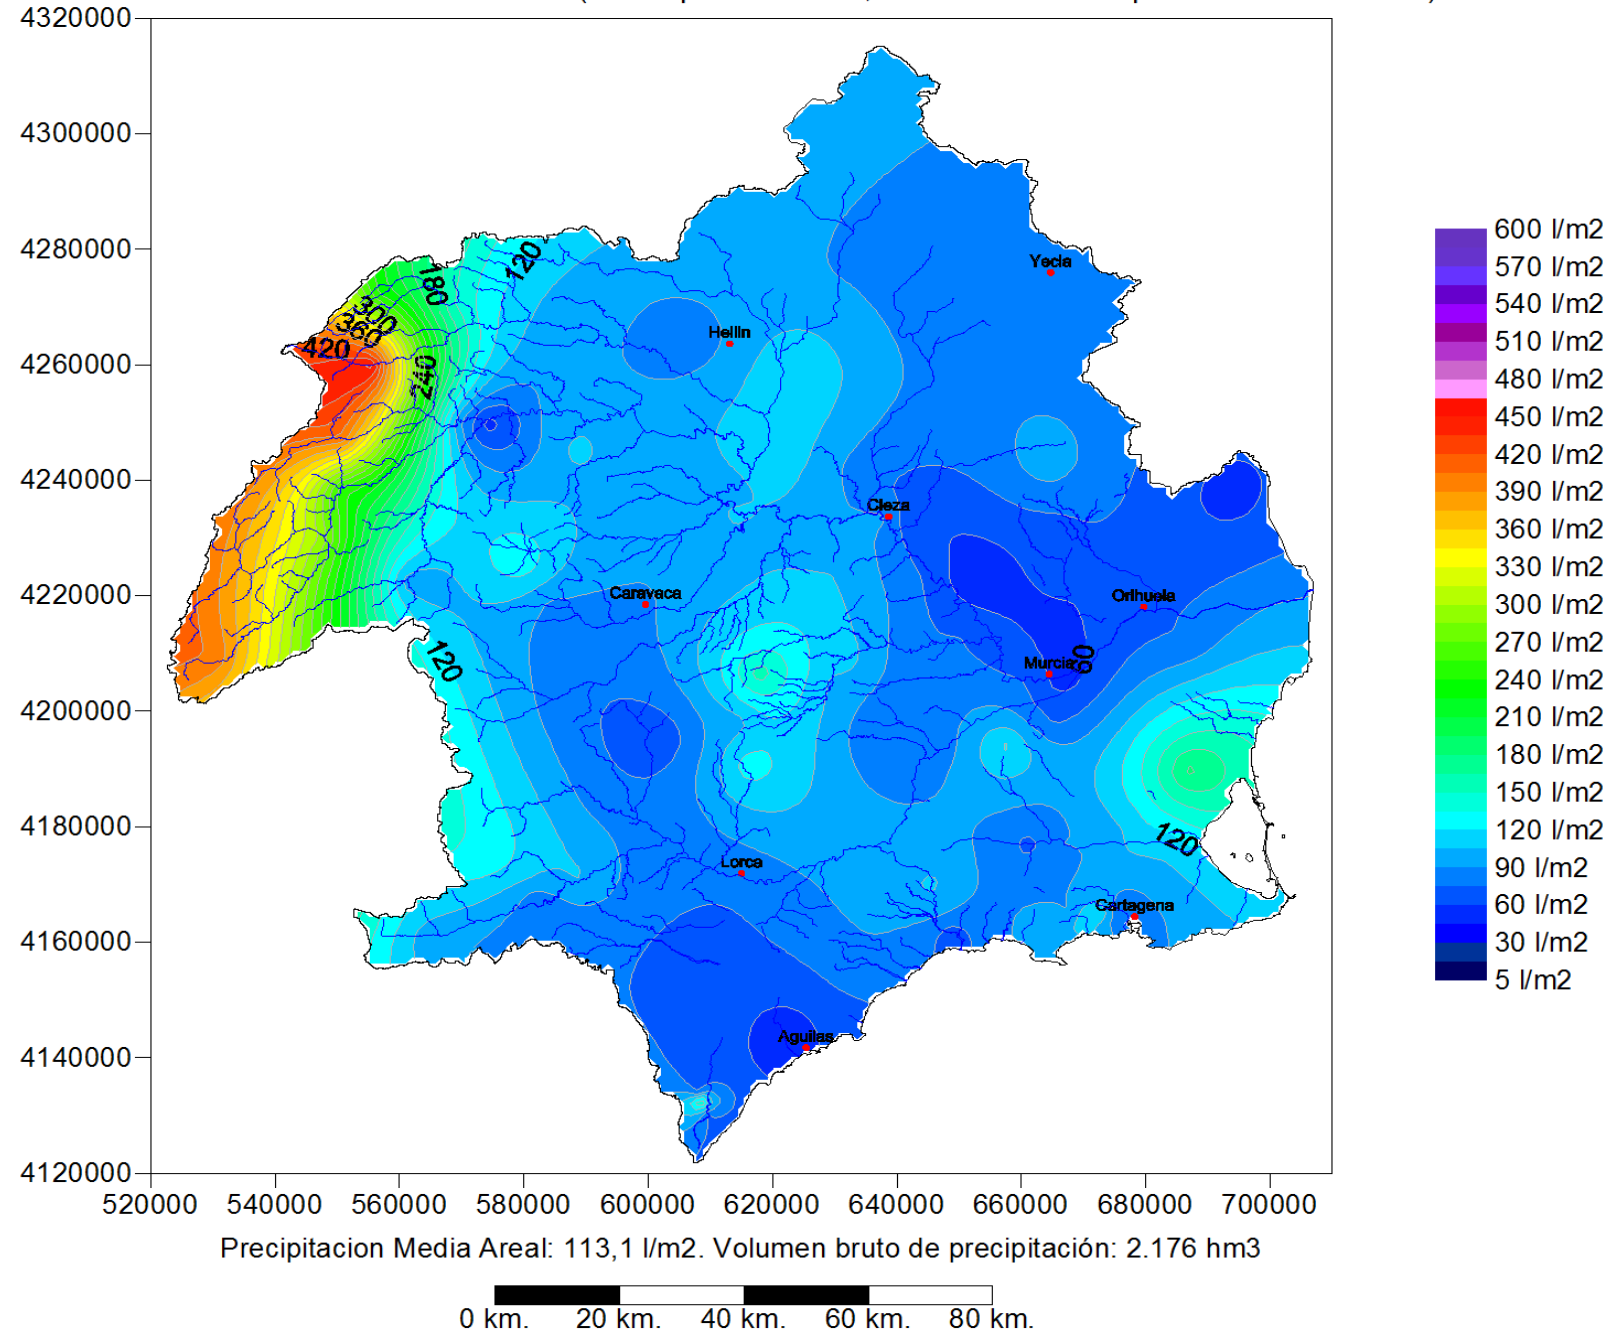 4320000
4300000
4280000
4260000
4240000
4220000
4200000
4180000
4160000
4140000
4120000
520000 540000 560000 580000 600000 620000 640000 660000 680000 700000
120
180
300
360
420
240
120
60
120
Yecla
Hellin
Cieza
Caravaca
Orihuela
Murcia
Lorca
Cartagena
Aguilas
600 l/m2
570 l/m2
540 l/m2
510 l/m2
480 l/m2
450 l/m2
420 l/m2
390 l/m2
360 l/m2
330 l/m2
300 l/m2
270 l/m2
240 l/m2
210 l/m2
180 l/m2
150 l/m2
120 l/m2
90 l/m2
60 l/m2
30 l/m2
5 l/m2
Precipitacion Media Areal: 113,1 l/m2. Volumen bruto de precipitación: 2.176 hm3
0 km. 20 km. 40 km. 60 km. 80 km.